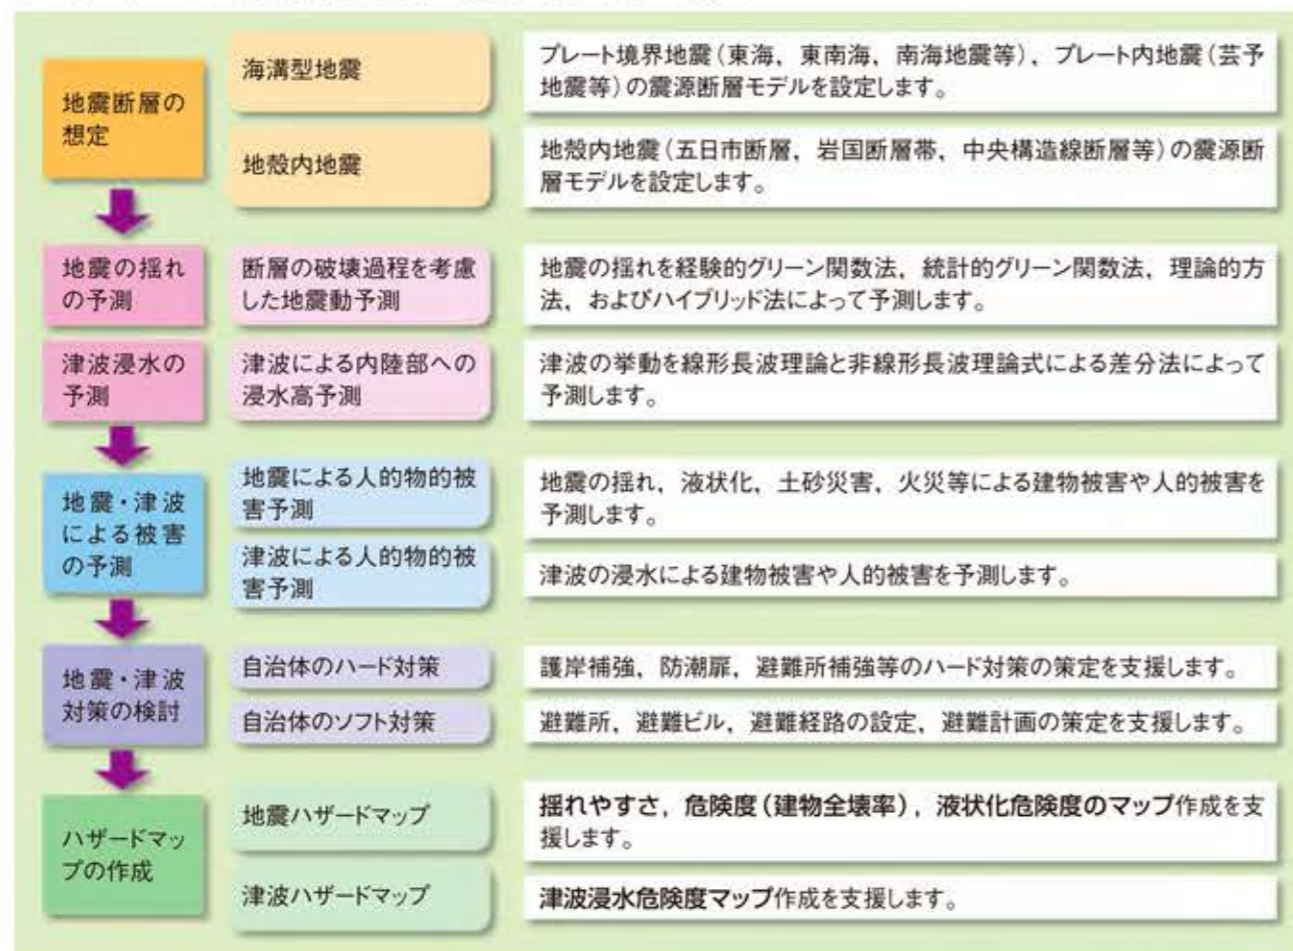 地震断層の
想定
海溝型地震
プレート境界地震(東海，東南海，南海地震等)，プレート内地震(芸予
地震等)の震源断層モデルを設定します。
地殻内地震
地殻内地震(五日市断層，岩国断層帯，中央構造線断層等)の震源断
層モデルを設定します。
地震の揺れ
の予測
断層の破壊過程を考慮
した地震動予測
地震の揺れを経験的グリーン関数法，統計的グリーン関数法，理論的方
法，およびハイブリッド法によって予測します。
津波浸水の
予測
津波による内陸部への
浸水高予測
津波の挙動を線形長波理論と非線形長波理論式による差分法によって
予測します。
地震・津波
による被害
の予測
地震による人的物的被
害予測
地震の揺れ，液状化，土砂災害，火災等による建物被害や人的被害を
予測します。
津波による人的物的被
害予測
津波の浸水による建物被害や人的被害を予測します。
地震・津波
対策の検討
自治体のハード対策
護岸補強，防潮扉，避難所補強等のハード対策の策定を支援します。
自治体のソフト対策
避難所，避難ビル，避難経路の設定，避難計画の策定を支援します。
ハザードマッ
プの作成
地震ハザードマップ
揺れやすさ，危険度(建物全壊率)，液状化危険度のマップ作成を支
援します。
津波ハザードマップ
津波浸水危険度マップ作成を支援します。